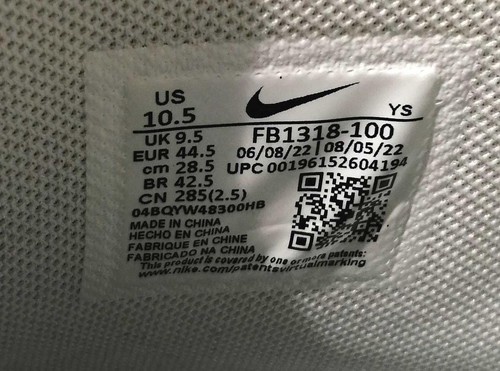 US
10.5
YS
UK 9.5
FB1318-100
EUR 44.5
06/08/22 | 08/05/22
cm 28.5
UPC 00196152604194
BR 42.5
CN 285(2.5)
04BQYW48300HB
MADE IN CHINA
HECHO EN CHINA
FABRIQUE EN CHINE
FABRICADO NA CHINA
This product is covered by one or more patents:
www.nike.com/patentsvirtualmarking